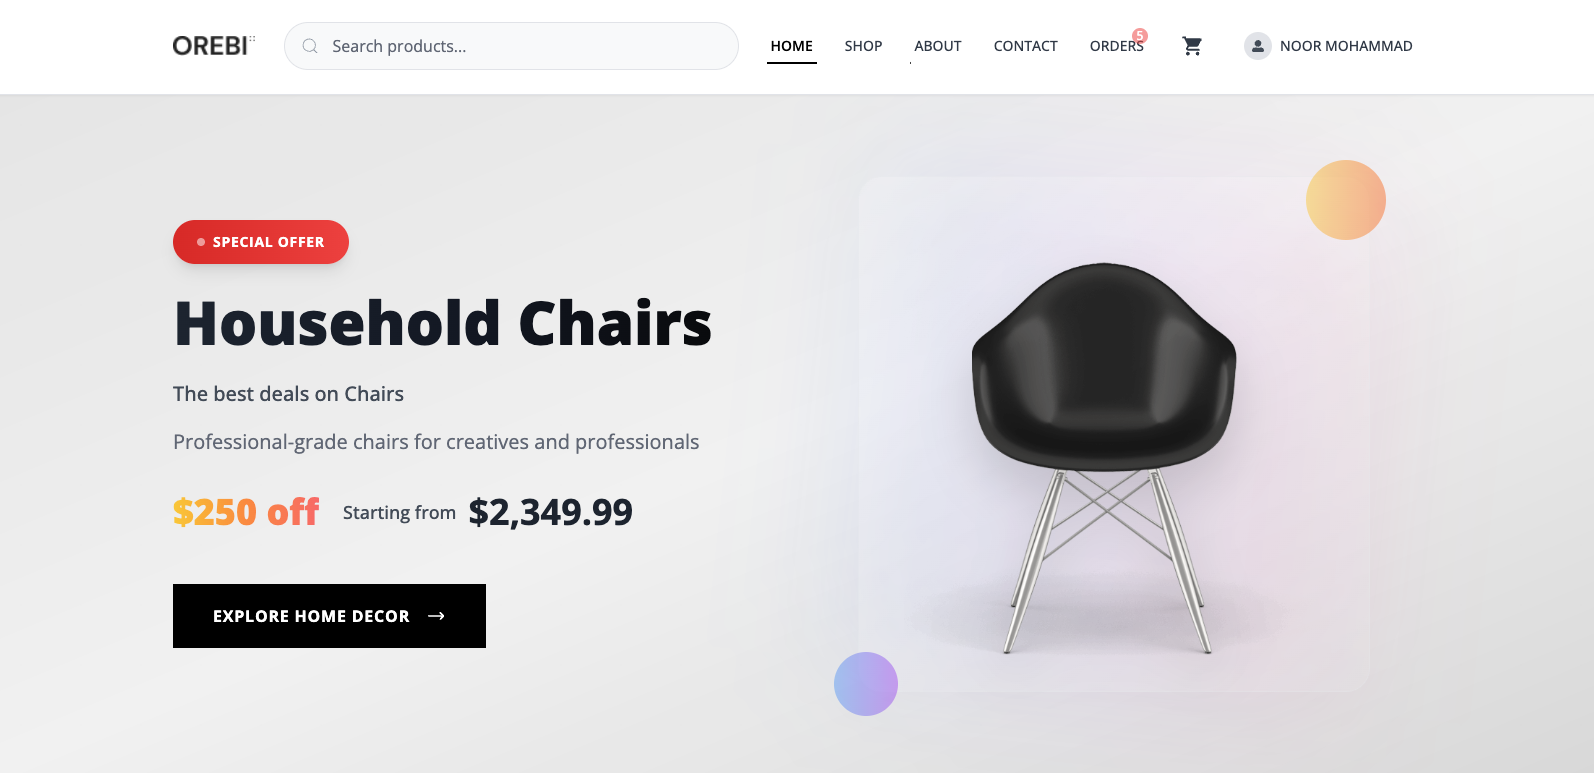 OREBI
Search products...
HOME
SHOP
ABOUT
CONTACT
ORDERS
5
NOOR MOHAMMAD
SPECIAL OFFER
Household Chairs
The best deals on Chairs
Professional-grade chairs for creatives and professionals
$250 off Starting from $2,349.99
EXPLORE HOME DECOR →